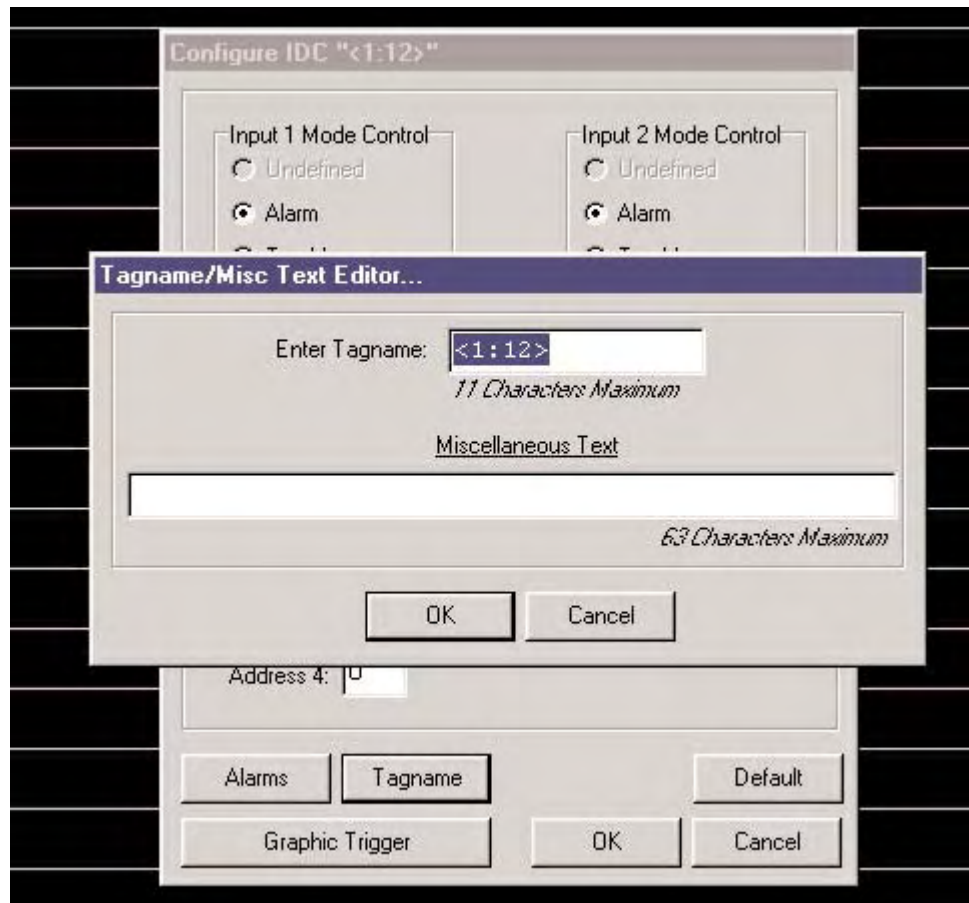 Configure IDC "<1:12>"
Input 1 Mode Control
Input 2 Mode Control
Undefined
Undefined
Alarm
Alarm
Tagname/Misc Text Editor...
Enter Tagname: <1:12>
11 Characters Maximum
Miscellaneous Text
63 Characters Maximum
OK
Cancel
Address 4: 0
Alarms
Tagname
Default
Graphic Trigger
OK
Cancel